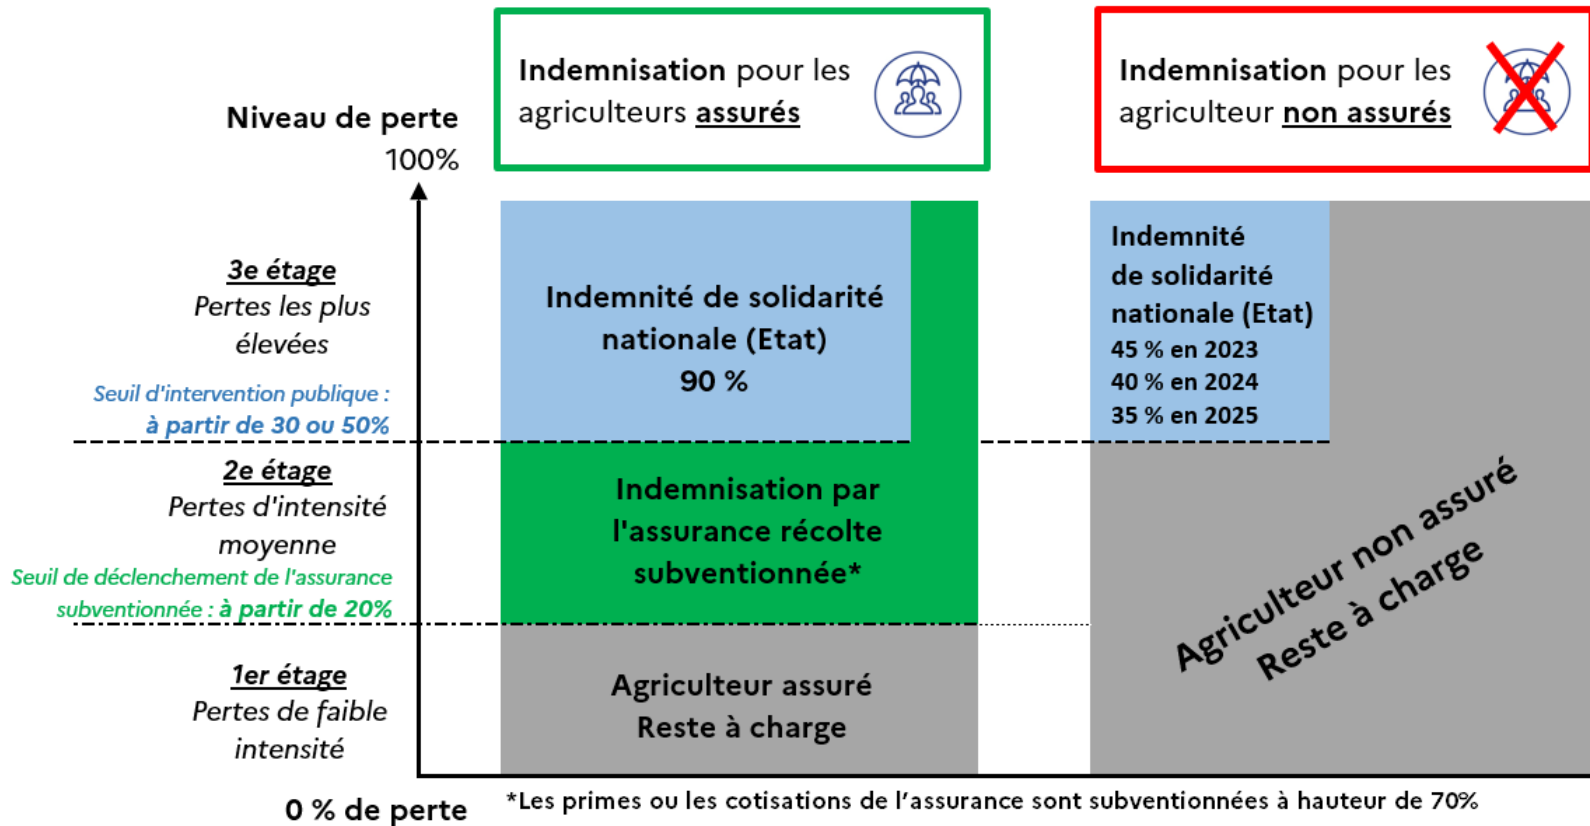 Indemnisation pour les
agriculteurs assurés
Indemnisation pour les
agriculteur non assurés
Niveau de perte
100%
3e étage
Pertes les plus
élevées
Seuil d'intervention publique :
à partir de 30 ou 50%
2e étage
Pertes d'intensité
moyenne
Seuil de déclenchement de l'assurance
subventionnée : à partir de 20%
1er étage
Pertes de faible
intensité
0 % de perte
Indemnité de solidarité
nationale (Etat)
90 %
Indemnisation par
l'assurance récolte
subventionnée*
Agriculteur assuré
Reste à charge
Indemnité
de solidarité
nationale (Etat)
45 % en 2023
40 % en 2024
35 % en 2025
Agriculteur non assuré
Reste à charge
*Les primes ou les cotisations de l’assurance sont subventionnées à hauteur de 70%